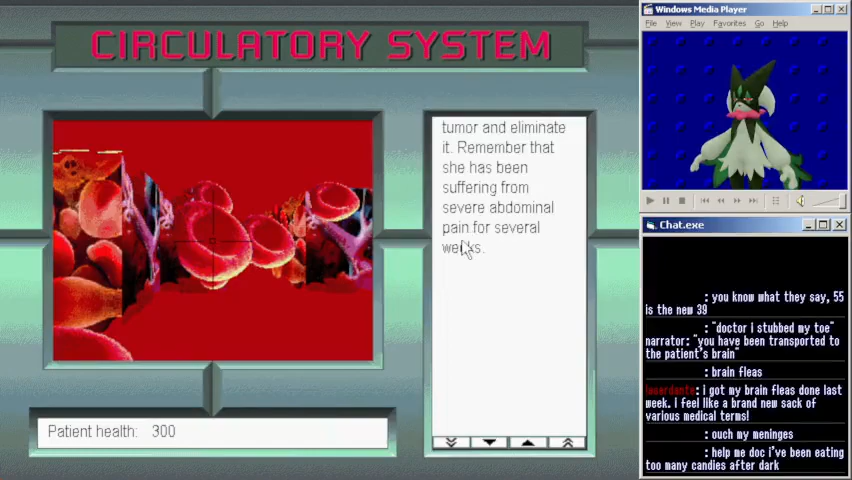 CIRCULATORY SYSTEM
tumor and eliminate
it. Remember that
she has been
suffering from
severe abdominal
pain for several
weeks.
Patient health: 300
Windows Media Player
File View Play Favorites Go Help
Chat.exe
: you know what they say, 55
is the new 39
: "doctor i stubbed my toe"
narrator: "you have been transported to
the patient's brain"
: brain fleas
: i got my brain fleas done last
week. i feel like a brand new sack of
various medical terms!
: ouch my meninges
: help me doc i've been eating
too many candies after dark